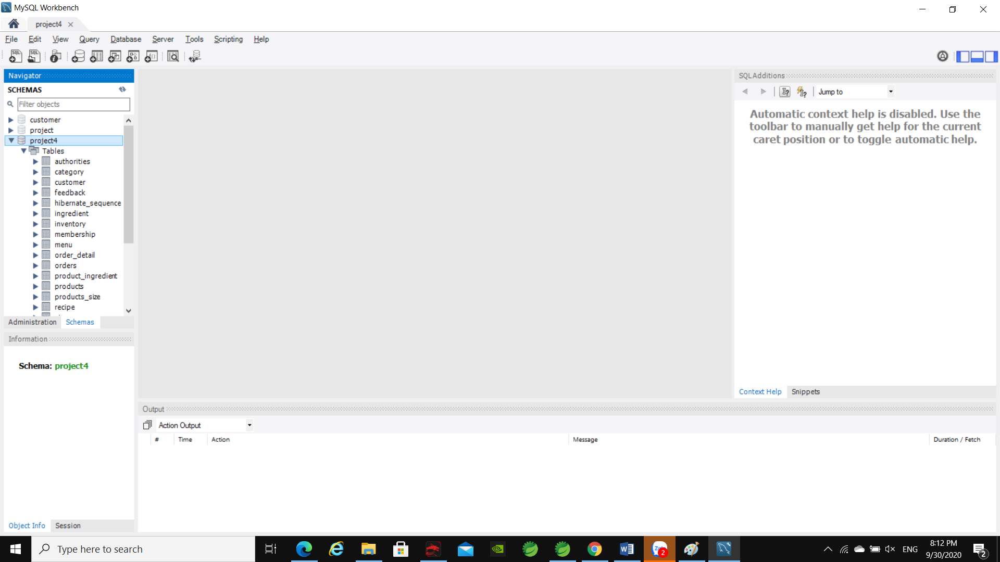 MySQL Workbench
project4
File Edit View Query Database Server Tools Scripting Help
Navigator
SCHEMAS
Filter objects
customer
project
project4
Tables
authorities
category
customer
feedback
hibernate_sequence
ingredient
inventory
membership
menu
order_detail
orders
product_ingredient
products
products_size
recipe
Administration Schemas
Information
Schema: project4
Object Info Session
SQLAdditions
Jump to
Automatic context help is disabled. Use the
toolbar to manually get help for the current
caret position or to toggle automatic help.
Context Help Snippets
Output
Action Output
# Time Action Message Duration / Fetch
Type here to search
2
ENG
8:12 PM
9/30/2020
2